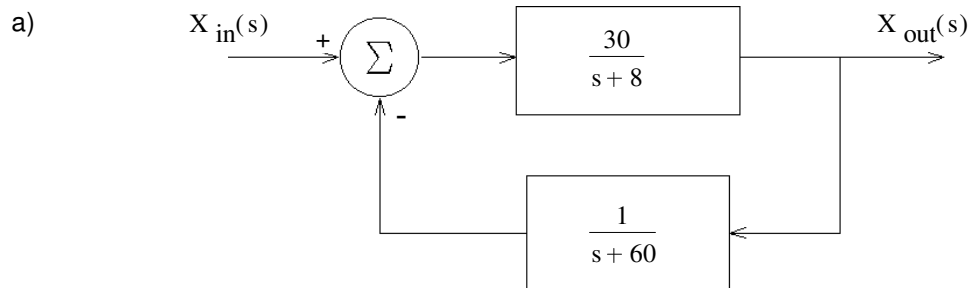 a)
X in(s)
X out(s)
+
Σ
30
s + 8
-
1
s + 60